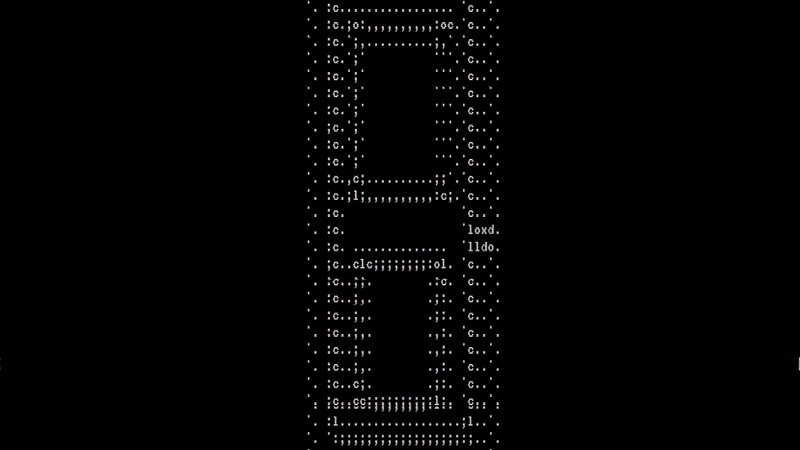 '. :c.................. 'c..'.
'. :c.;o:,,,,,,,,,,:oc.'c..'.
'. :c.`;,..........;,`.'c..'.
'. :c.';'        '''.'c..'.
'. :c.';'        '''.'c..'.
'. :c.';'        '''.'c..'.
'. :c.';'        '''.'c..'.
'. ;c.';'        '''.'c..'.
'. :c.';'        '''.'c..'.
'. :c.';'        '''.'c..'.
'. :c.,c;..........;;'.'c..'.
'. :c.;l;,,,,,,,,,,:c;.'c..'.
'. :c.             'c..'.
'. :c.             'loxd.
'. :c. .............  'lldo.
'. ;c..clc;;;;;;;;;:ol. 'c..'.
'. :c..;;.      .:c. 'c..'.
'. :c..;,.      .;:. 'c..'.
'. :c..;,.      .;:. 'c..'.
'. :c..;,.      .,:. 'c..'.
'. :c..;,.      .,:. 'c..'.
'. :c..;,.      .,:. 'c..'.
'. :c..c;.      .;:. 'c..'.
'. :c..cc:;;;;;;;;;l:. 'c..'.
'. :l...................;l..'.
'. ';;;;;;;;;;;;;;;;;;;;;..'.